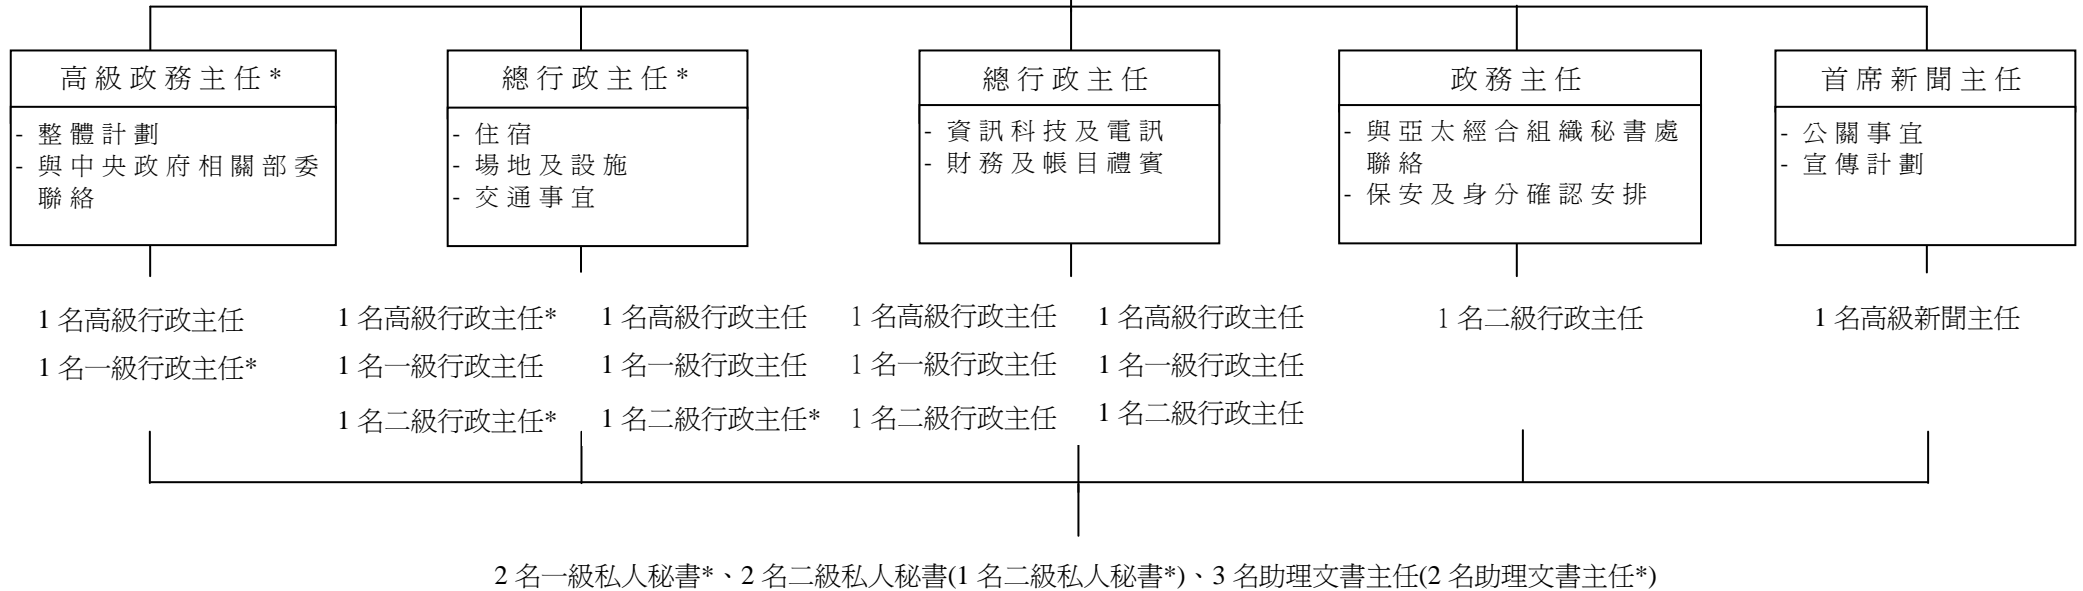 高級政務主任*
- 整體計劃
- 與中央政府相關部委
聯絡
總行政主任*
- 住宿
- 場地及設施
- 交通事宜
總行政主任
- 資訊科技及電訊
- 財務及帳目禮賓
政務主任
- 與亞太經合組織秘書處
聯絡
- 保安及身分確認安排
首席新聞主任
- 公關事宜
- 宣傳計劃
1 名高級行政主任
1 名一級行政主任*
1 名高級行政主任*
1 名一級行政主任
1 名二級行政主任*
1 名高級行政主任
1 名一級行政主任
1 名二級行政主任*
1 名高級行政主任
1 名一級行政主任
1 名二級行政主任
1 名高級行政主任
1 名一級行政主任
1 名二級行政主任
1 名二級行政主任
1 名高級新聞主任
2 名一級私人秘書*、2 名二級私人秘書(1 名二級私人秘書*)、3 名助理文書主任(2 名助理文書主任*)